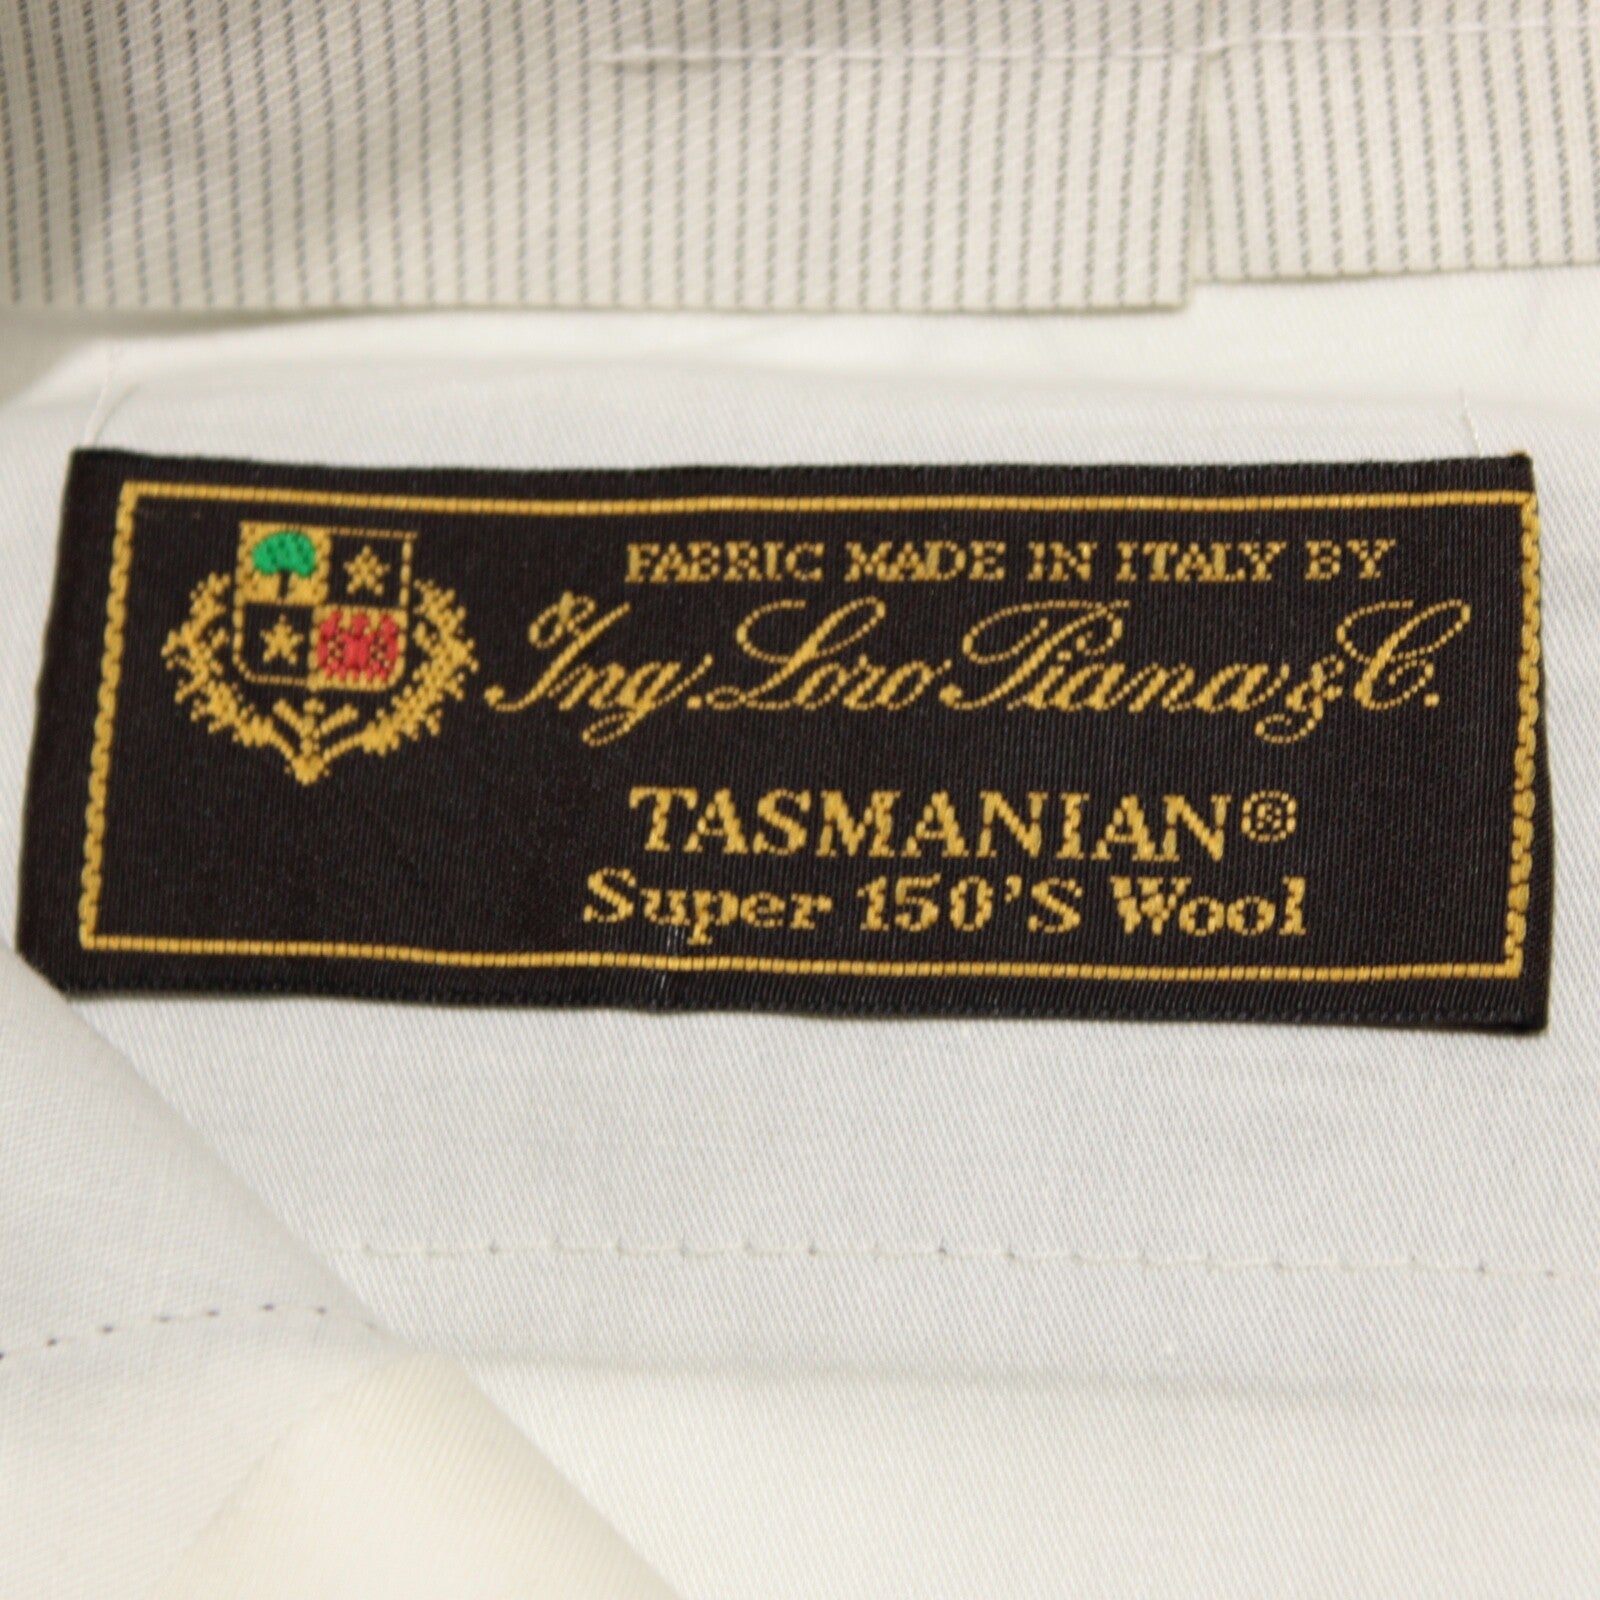 FABRIC MADE IN ITALY BY
Ing. Loro Piana & C.
TASMANIAN®
Super 150'S Wool